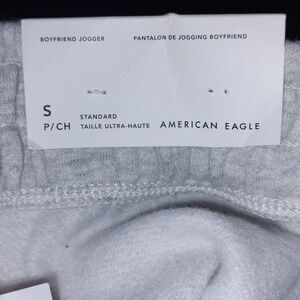 BOYFRIEND JOGGER PANTALON DE JOGGING BOYFRIEND
S
P/CH
STANDARD
TAILLE ULTRA-HAUTE
AMERICAN EAGLE